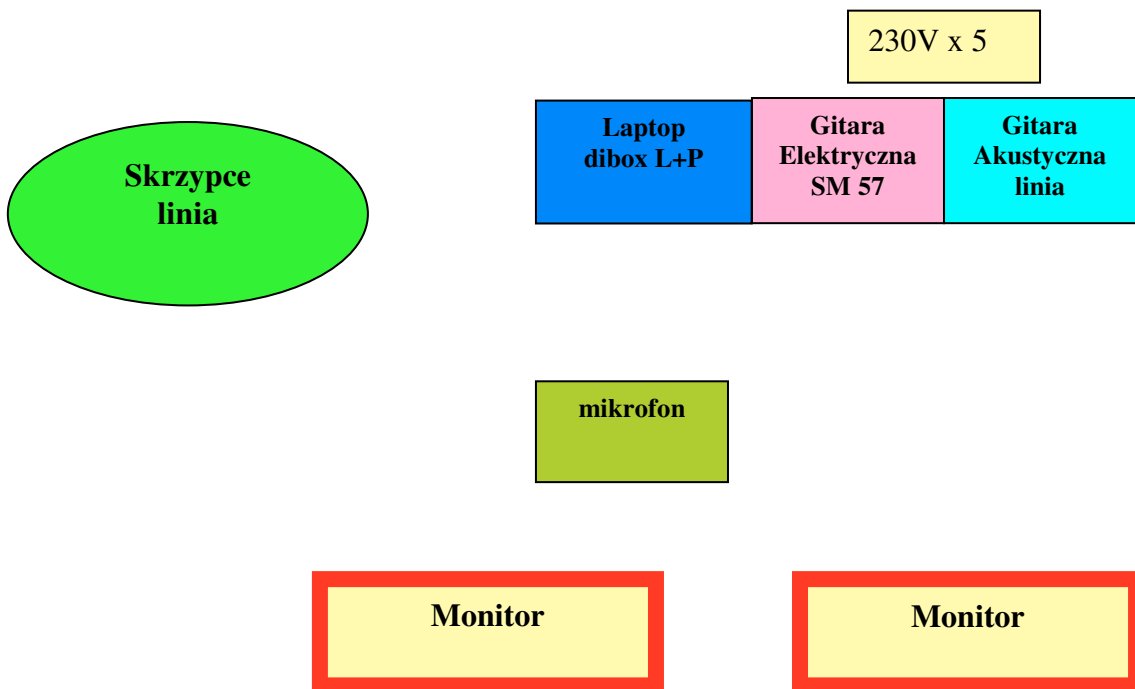 230V x 5
Skrzypce
linia
Laptop
dibox L+P
Gitara
Elektryczna
SM 57
Gitara
Akustyczna
linia
mikrofon
Monitor
Monitor